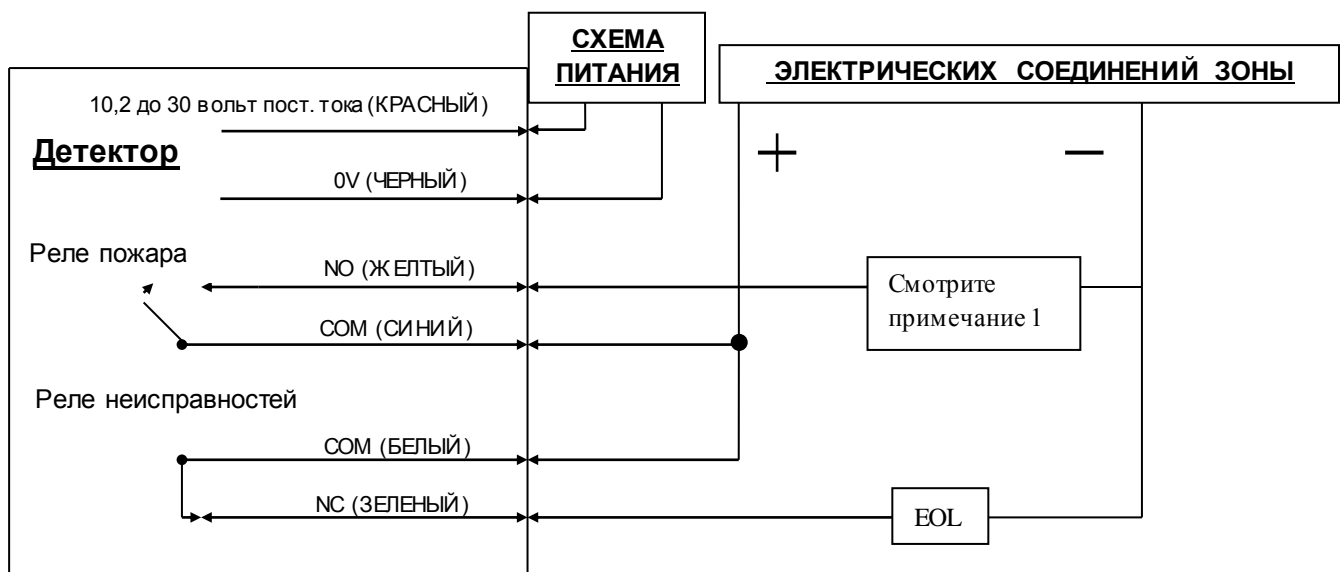 СХЕМА
ПИТАНИЯ
ЭЛЕКТРИЧЕСКИХ СОЕДИНЕНИЙ ЗОНЫ
10,2 до 30 вольт пост. тока (КРАСНЫЙ)
Детектор
+
—
0V (ЧЕРНЫЙ)
Реле пожара
NO (ЖЕЛТЫЙ)
Смотрите
примечание 1
COM (СИНИЙ)
Реле неисправностей
COM (БЕЛЫЙ)
NC (ЗЕЛЕНЫЙ)
EOL